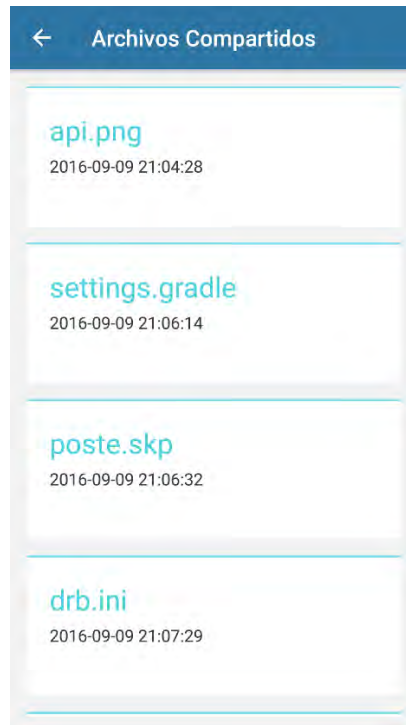 Archivos Compartidos
api.png
2016-09-09 21:04:28
settings.gradle
2016-09-09 21:06:14
poste.skp
2016-09-09 21:06:32
drb.ini
2016-09-09 21:07:29